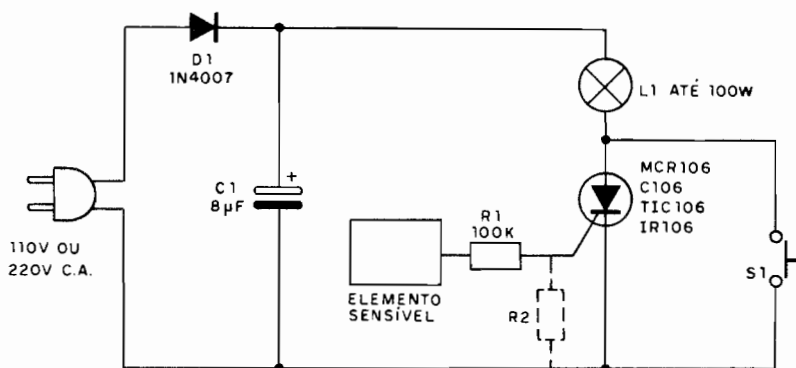 D1
1N4007
L1 ATÉ 100W
+
C1
8µF
110V OU
220V C.A.
MCR106
C106
TIC106
IR106
R1
100K
ELEMENTO
SENSÍVEL
R2
S1